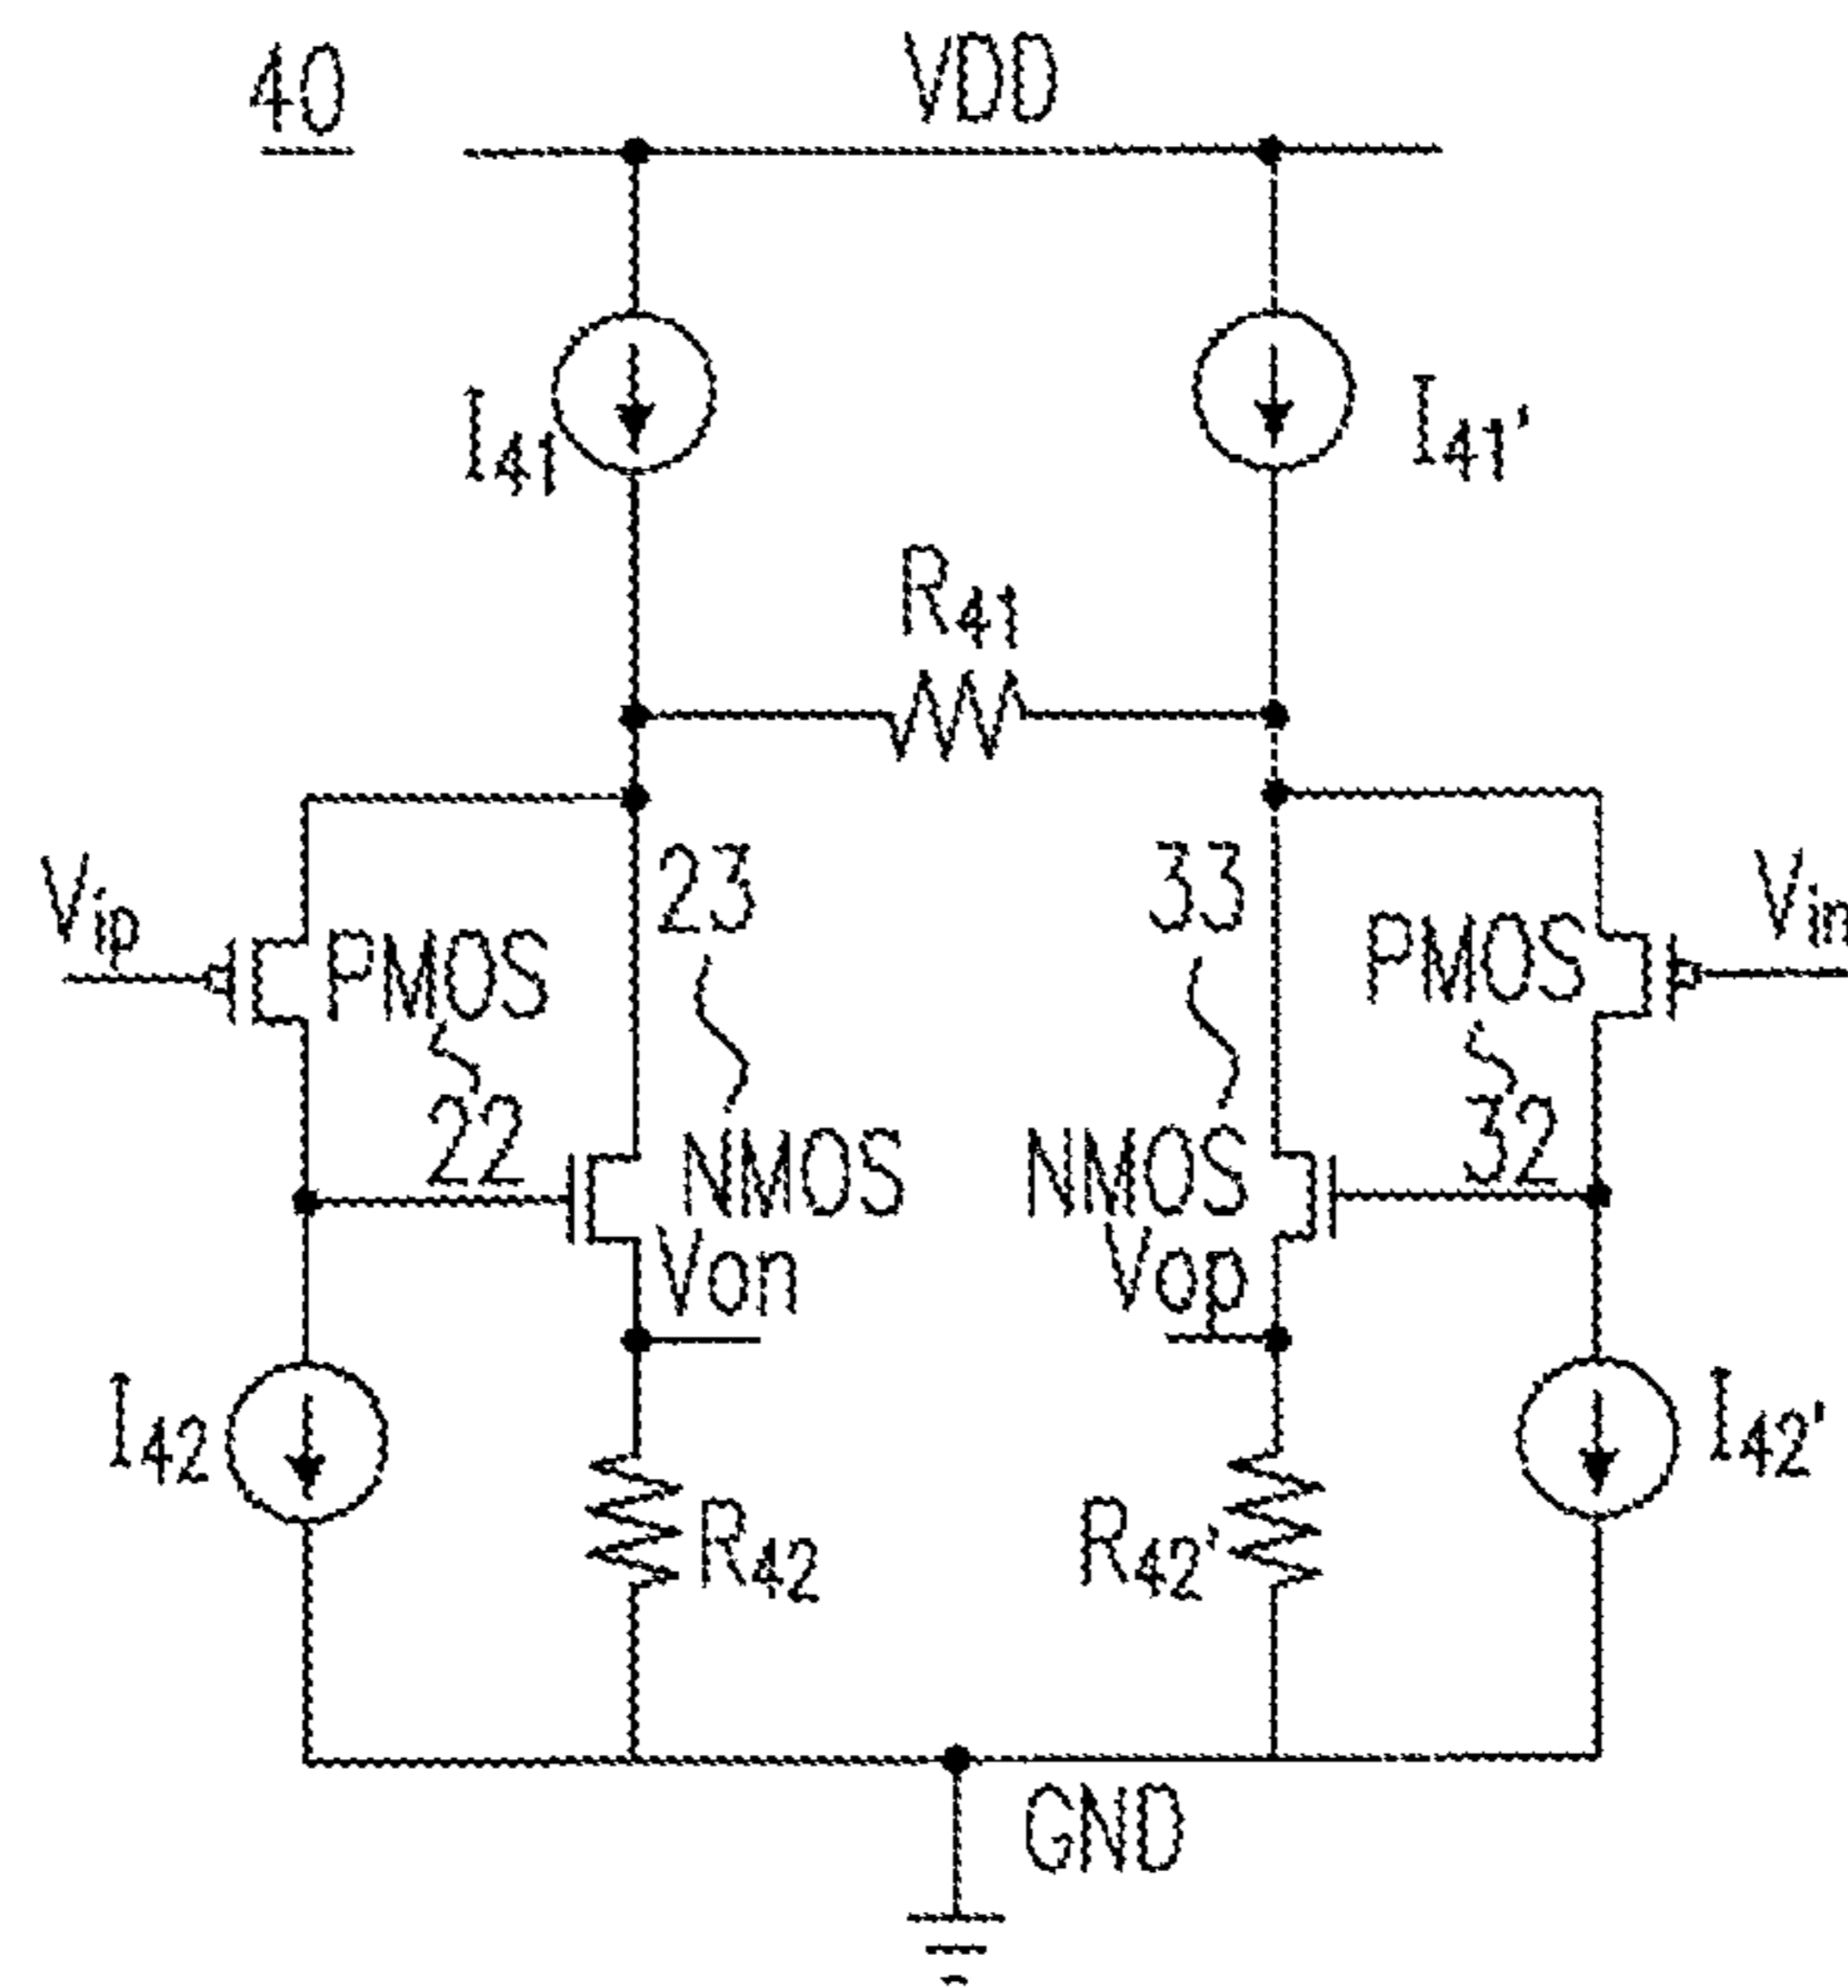 40
VDD
I41
I41'
R41
Vip
23
33
Vin
PMOS
PMOS
22
32
NMOS
NMOS
Von
Vop
I42
I42'
R42
R42'
GND